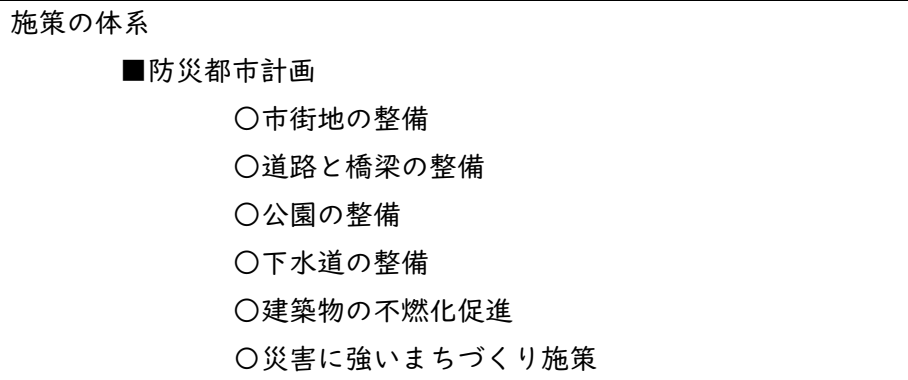 施策の体系
■防災都市計画
○市街地の整備
○道路と橋梁の整備
○公園の整備
○下水道の整備
○建築物の不燃化促進
○災害に強いまちづくり施策